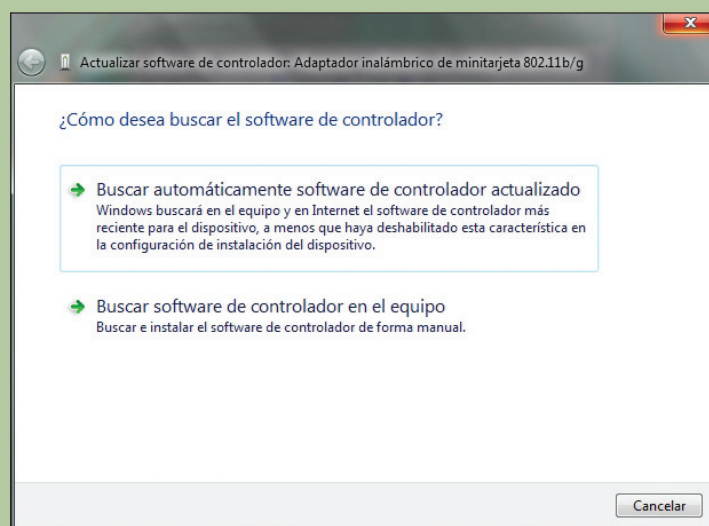 Actualizar software de controlador: Adaptador inalámbrico de minitarjeta 802.11b/g
¿Cómo desea buscar el software de controlador?
Buscar automáticamente software de controlador actualizado
Windows buscará en el equipo y en Internet el software de controlador más
reciente para el dispositivo, a menos que haya deshabilitado esta característica en
la configuración de instalación del dispositivo.
Buscar software de controlador en el equipo
Buscar e instalar el software de controlador de forma manual.
Cancelar